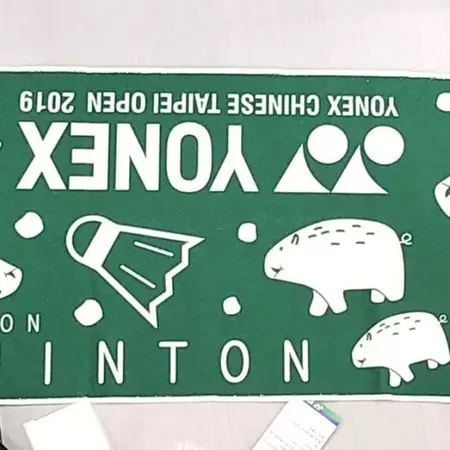 YONEX CHINESE TAIPEI OPEN 2019
YONEX
ON
INTON